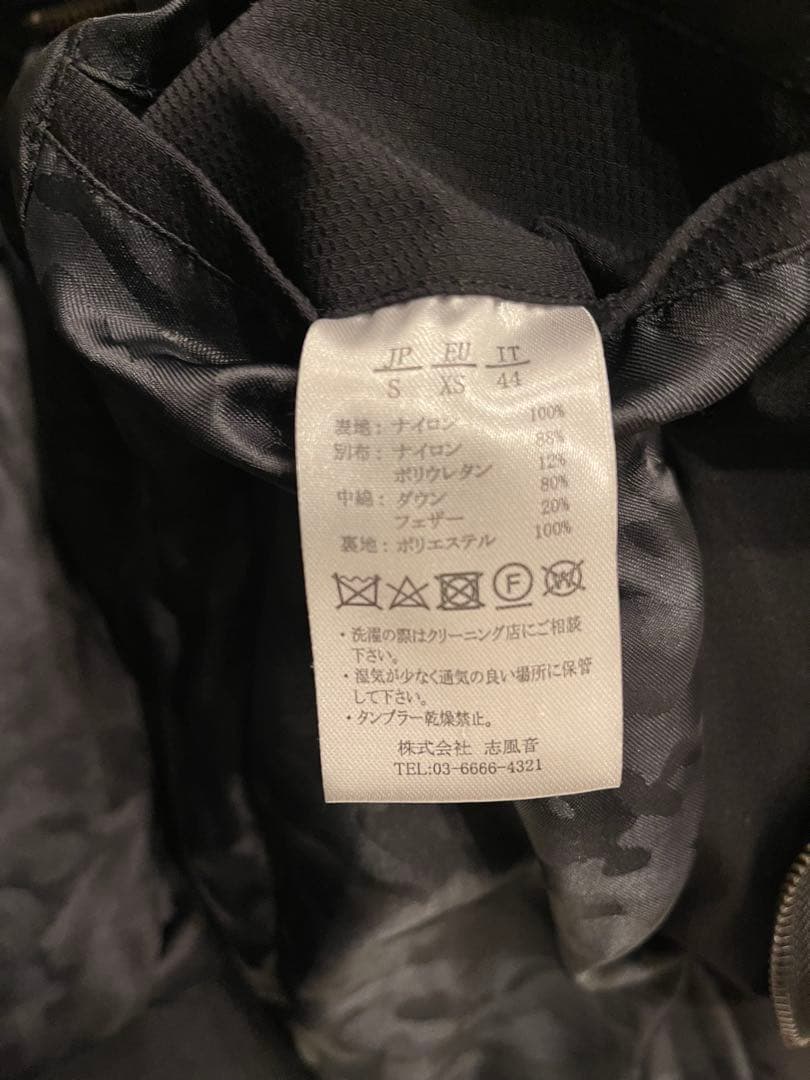 JP EU IT
S XS 44
表地：ナイロン 100%
別布：ナイロン 88%
ポリウレタン 12%
中綿：ダウン 80%
フェザー 20%
裏地：ポリエステル 100%
F W
・洗濯の際はクリーニング店にご相談
下さい。
・湿気が少なく通気の良い場所に保管
して下さい。
・タンブラー乾燥禁止。
株式会社 志風音
TEL:03-6666-4321